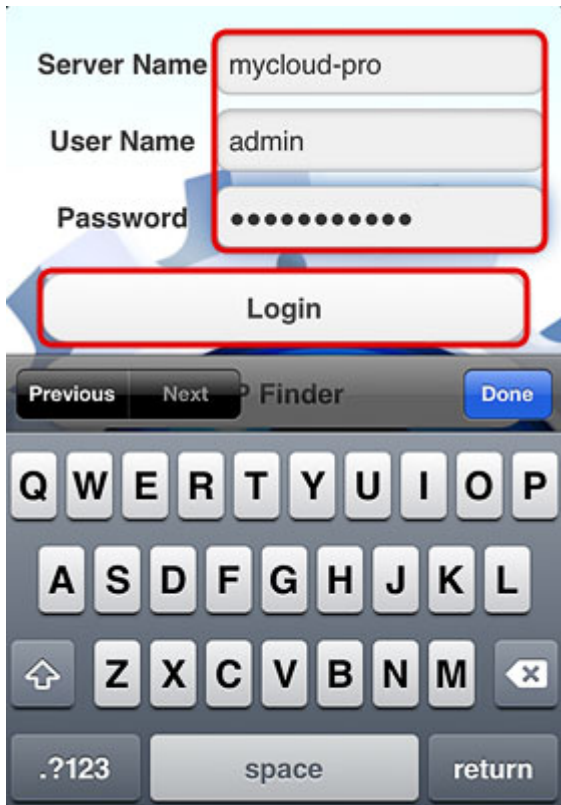 Server Name mycloud-pro
User Name admin
Password •••••••••••
Login
Previous Next P Finder Done
Q W E R T Y U I O P
A S D F G H J K L
Z X C V B N M
.?123 space return